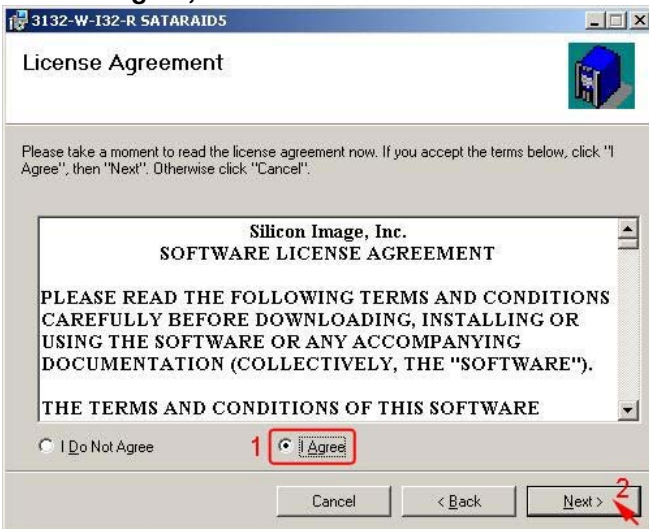 3132-W-I32-R SATARAID5
License Agreement
Please take a moment to read the license agreement now. If you accept the terms below, click "I
Agree", then "Next". Otherwise click "Cancel".
Silicon Image, Inc.
SOFTWARE LICENSE AGREEMENT
PLEASE READ THE FOLLOWING TERMS AND CONDITIONS
CAREFULLY BEFORE DOWNLOADING, INSTALLING OR
USING THE SOFTWARE OR ANY ACCOMPANYING
DOCUMENTATION (COLLECTIVELY, THE "SOFTWARE").
THE TERMS AND CONDITIONS OF THIS SOFTWARE
I Do Not Agree 1 I Agree
Cancel < Back Next > 2